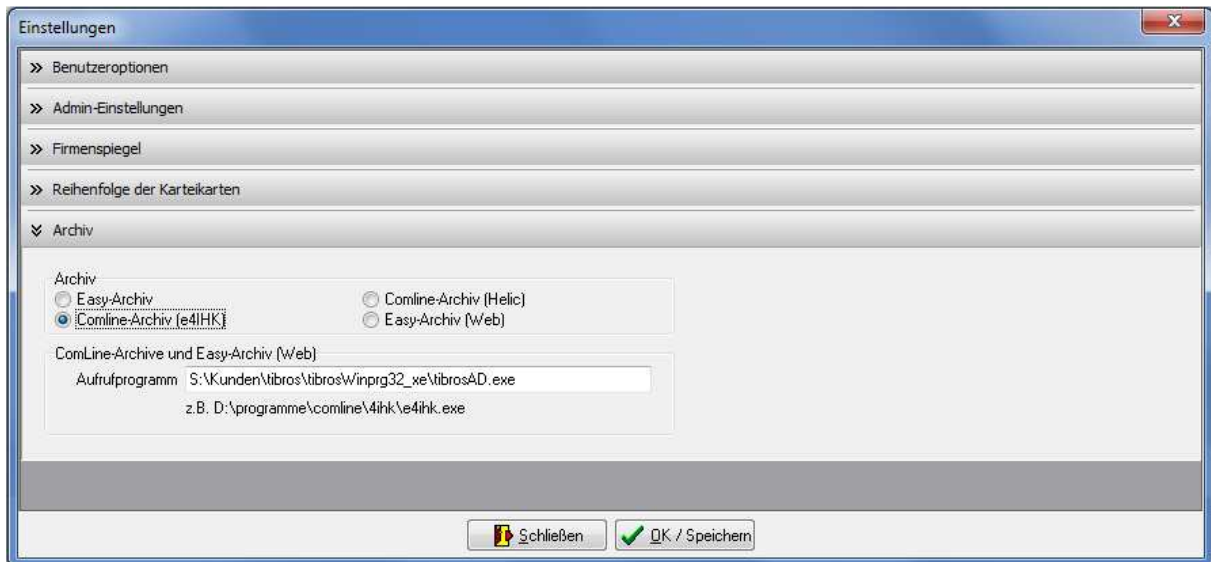 Einstellungen
» Benutzeroptionen
» Admin-Einstellungen
» Firmenspiegel
» Reihenfolge der Karteikarten
Archiv
Archiv
Easy-Archiv
Comline-Archiv (Helic)
Comline-Archiv (e4IHK)
Easy-Archiv (Web)
ComLine-Archive und Easy-Archiv (Web)
Aufrufprogramm S:\Kunden\tibros\tibrosWinprg32_xe\tibrosAD.exe
z.B. D:\programme\comline\4ihk\e4ihk.exe
Schließen
OK / Speichern